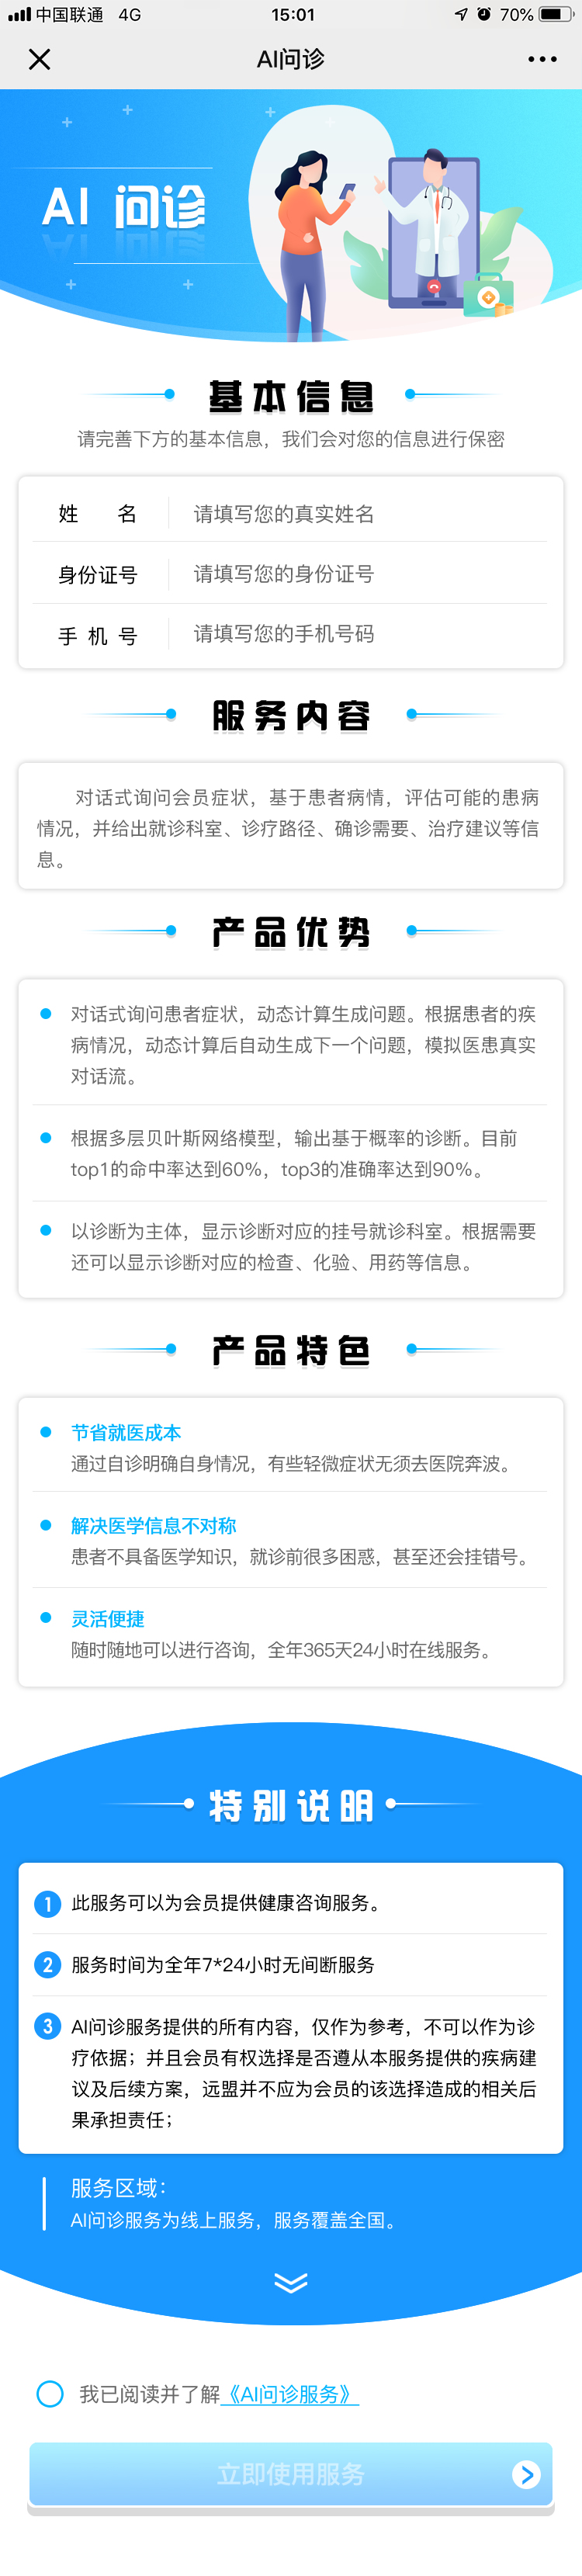 中国联通 4G 15:01 70%
AI问诊
AI 问诊
基本信息
请完善下方的基本信息，我们会对您的信息进行保密
姓名 请填写您的真实姓名
身份证号 请填写您的身份证号
手机号 请填写您的手机号码
服务内容
对话式询问会员症状，基于患者病情，评估可能的患病
情况，并给出就诊科室、诊疗路径、确诊需要、治疗建议等信
息。
产品优势
对话式询问患者症状，动态计算生成问题。根据患者的疾
病情况，动态计算后自动生成下一个问题，模拟医患真实
对话流。
根据多层贝叶斯网络模型，输出基于概率的诊断。目前
top1的命中率达到60%，top3的准确率达到90%。
以诊断为主体，显示诊断对应的挂号就诊科室。根据需要
还可以显示诊断对应的检查、化验、用药等信息。
产品特色
节省就医成本
通过自诊明确自身情况，有些轻微症状无须去医院奔波。
解决医学信息不对称
患者不具备医学知识，就诊前很多困惑，甚至还会挂错号。
灵活便捷
随时随地可以进行咨询，全年365天24小时在线服务。
特别说明
1 此服务可以为会员提供健康咨询服务。
2 服务时间为全年7*24小时无间断服务
3 AI问诊服务提供的所有内容，仅作为参考，不可以作为诊
疗依据；并且会员有权选择是否遵从本服务提供的疾病建
议及后续方案，远盟并不应为会员的该选择造成的相关后
果承担责任；
服务区域：
AI问诊服务为线上服务，服务覆盖全国。
我已阅读并了解《AI问诊服务》
立即使用服务